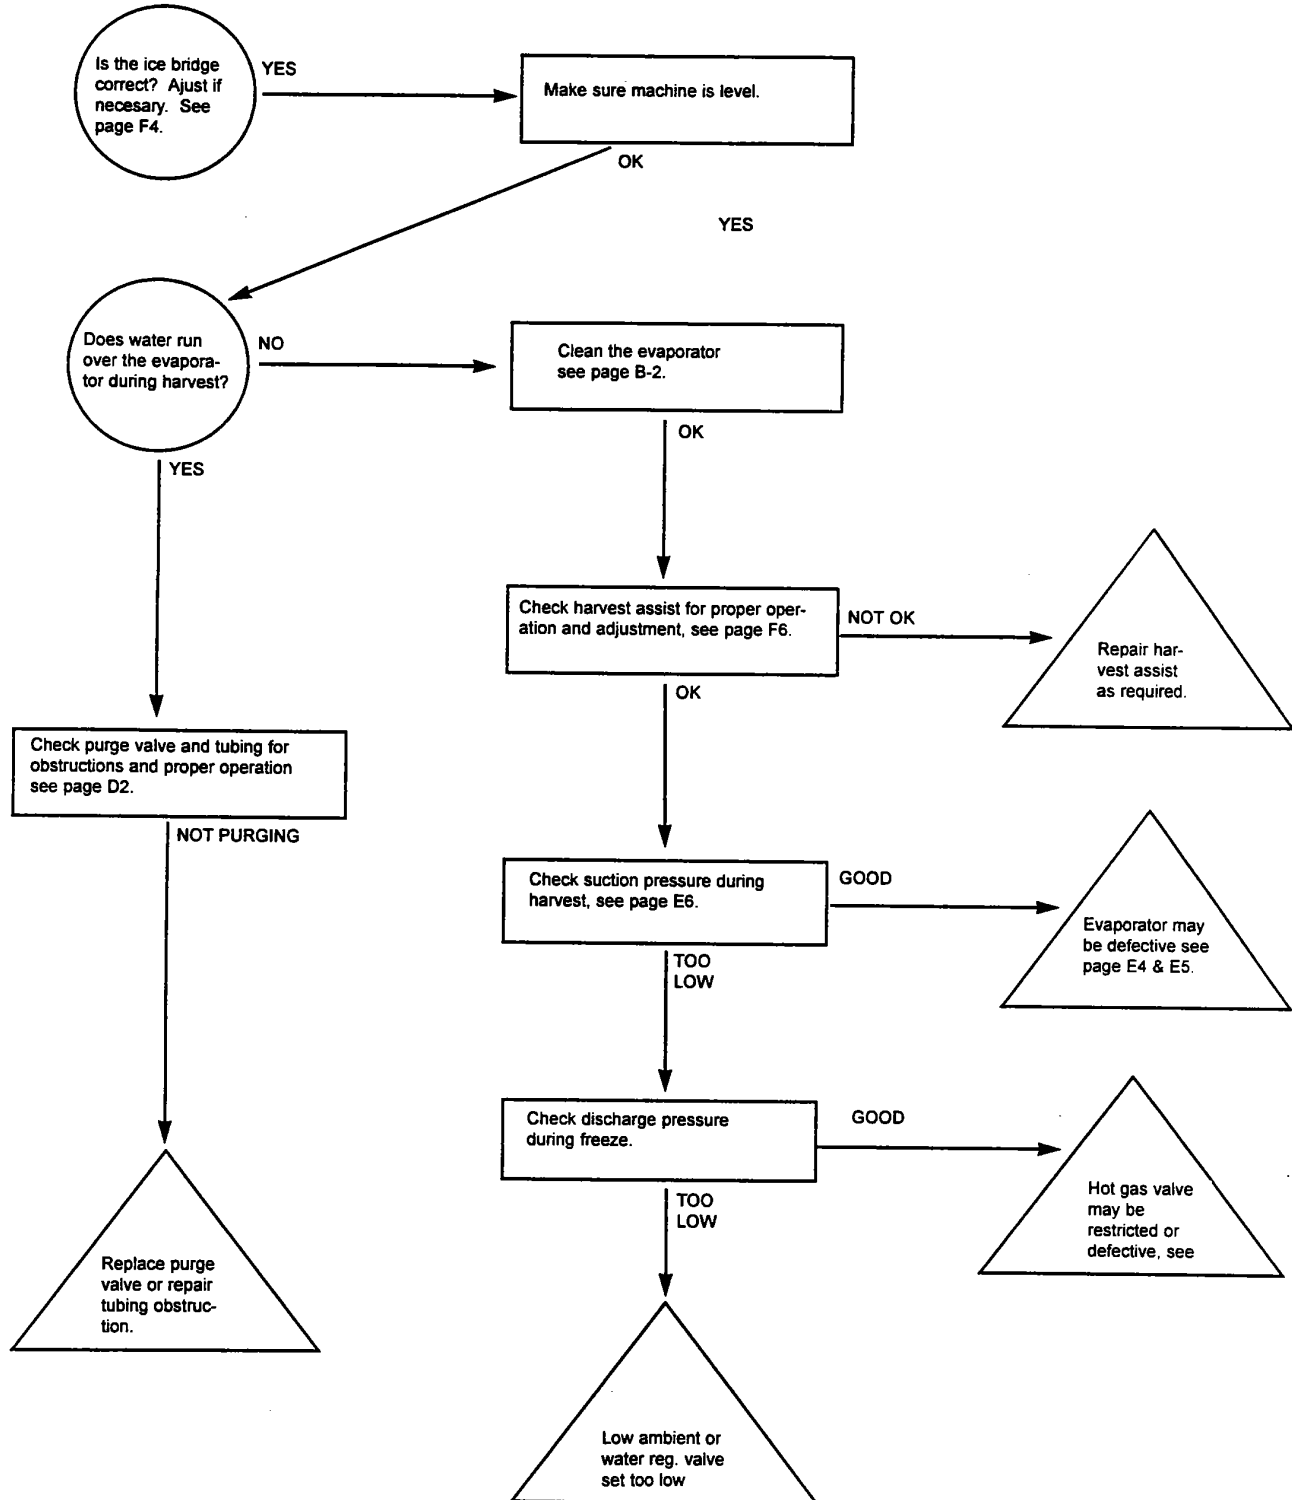 Is the ice bridge
correct? Ajust if
necesary. See
page F4.
YES
Make sure machine is level.
OK
YES
Does water run
over the evapora-
tor during harvest?
NO
Clean the evaporator
see page B-2.
OK
YES
Check harvest assist for proper oper-
ation and adjustment, see page F6.
NOT OK
Repair har-
vest assist
as required.
OK
Check purge valve and tubing for
obstructions and proper operation
see page D2.
NOT PURGING
Check suction pressure during
harvest, see page E6.
GOOD
Evaporator may
be defective see
page E4 & E5.
TOO
LOW
Check discharge pressure
during freeze.
GOOD
Hot gas valve
may be
restricted or
defective, see
TOO
LOW
Replace purge
valve or repair
tubing obstruc-
tion.
Low ambient or
water reg. valve
set too low